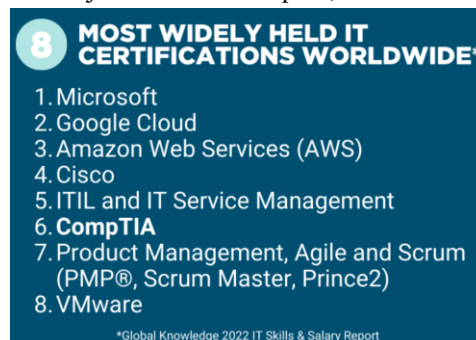 8 MOST WIDELY HELD IT
CERTIFICATIONS WORLDWIDE*
1. Microsoft
2. Google Cloud
3. Amazon Web Services (AWS)
4. Cisco
5. ITIL and IT Service Management
6. CompTIA
7. Product Management, Agile and Scrum
(PMP®, Scrum Master, Prince2)
8. VMware
*Global Knowledge 2022 IT Skills & Salary Report